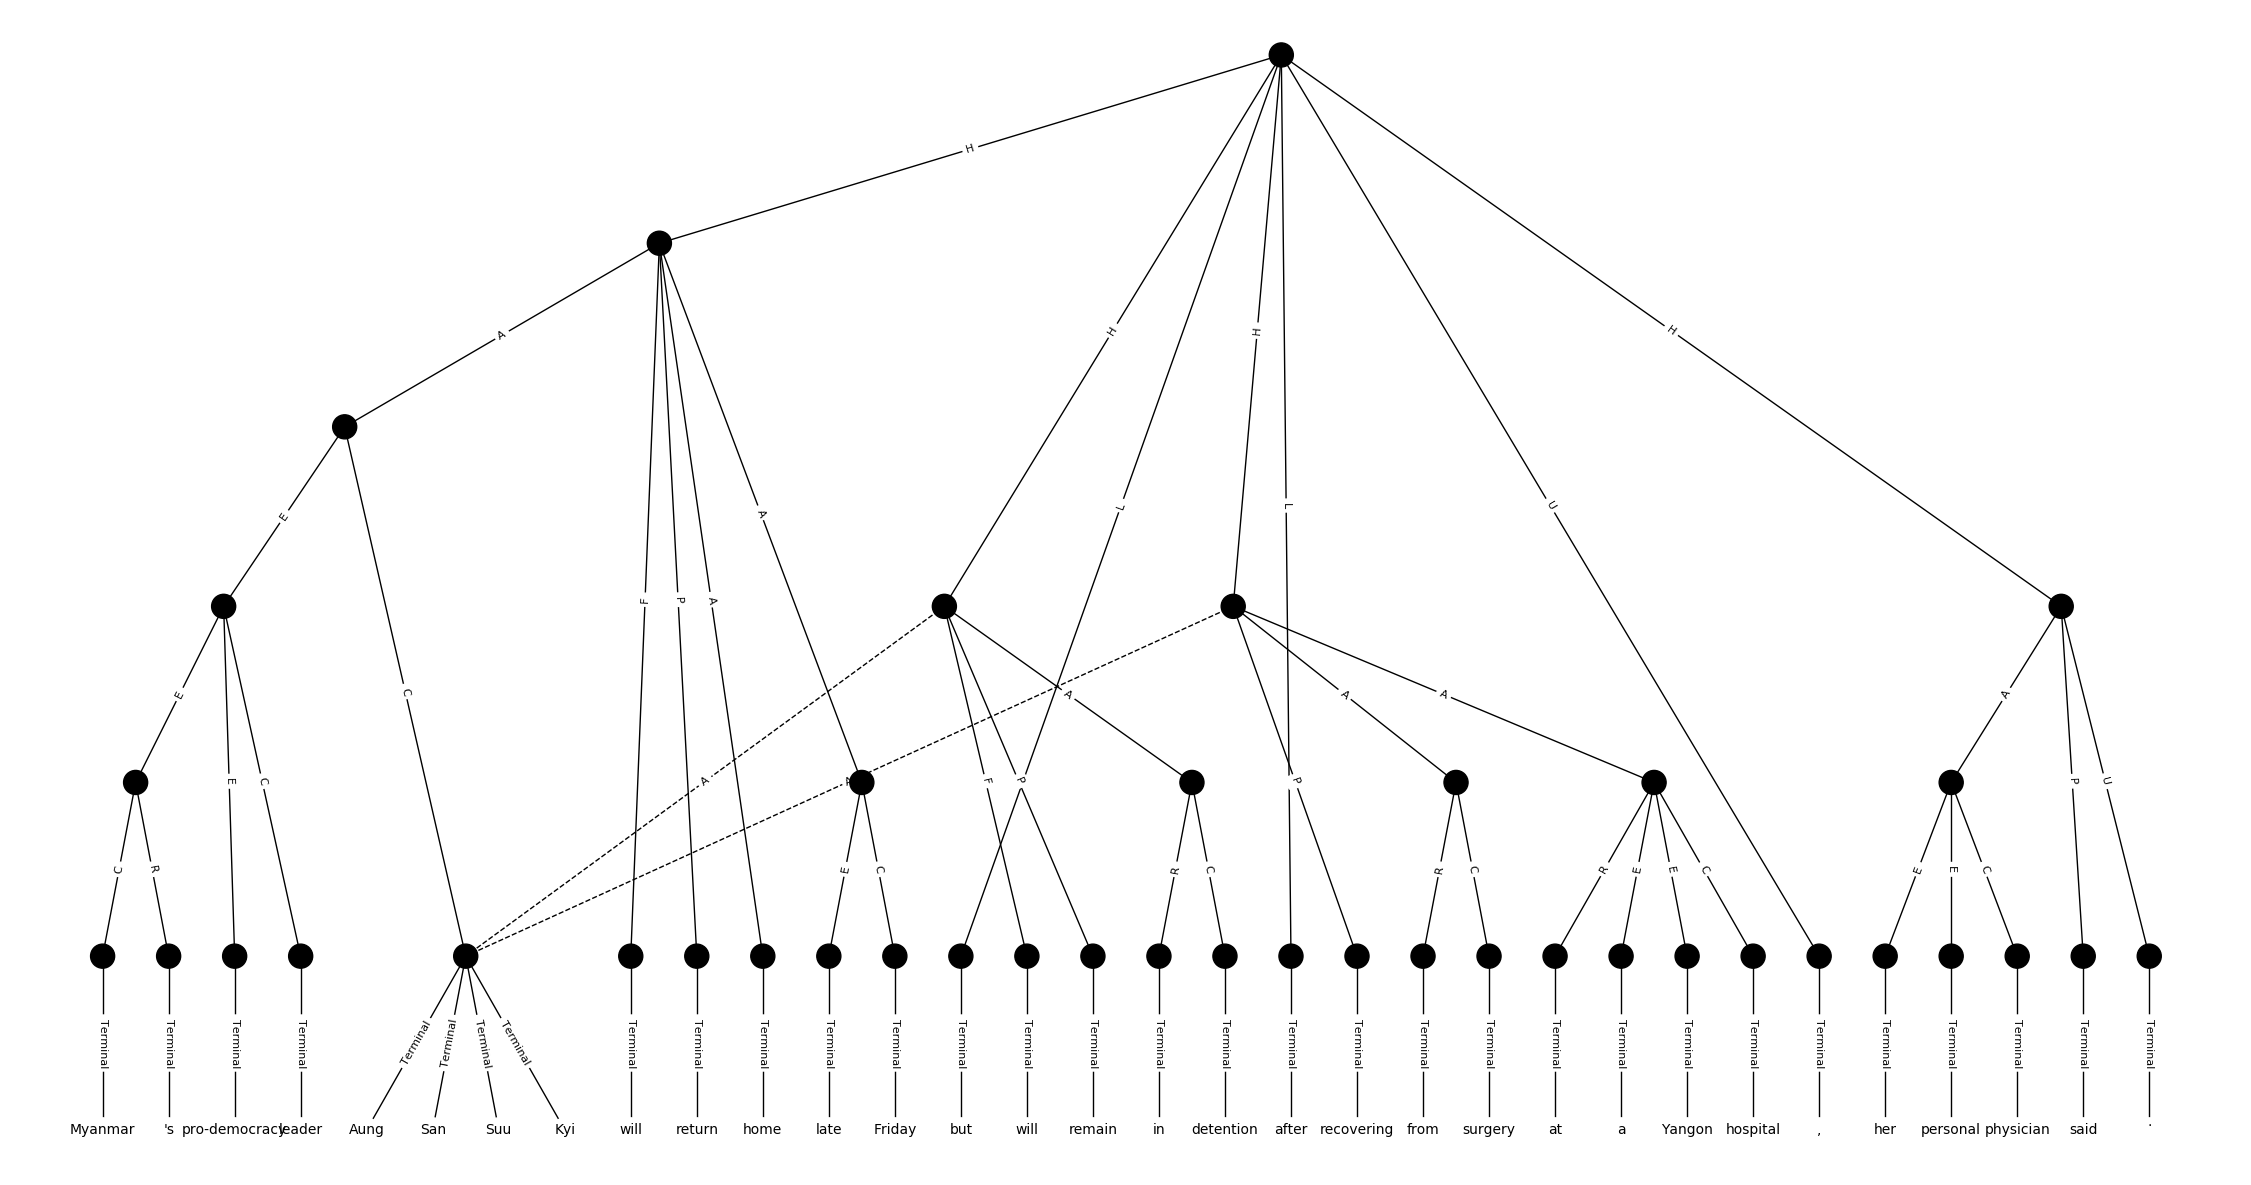 H
A
H
H
H
E
L
L
U
A
F
P
A
E
C
A
A
A
A
E
C
A
A
F
P
P
P
U
C
R
E
C
R
C
R
C
R
E
E
C
E
E
C
Terminal Terminal Terminal Terminal Terminal Terminal Terminal Terminal Terminal Terminal Terminal Terminal Terminal Terminal Terminal Terminal Terminal Terminal Terminal Terminal Terminal Terminal Terminal Terminal Terminal Terminal Terminal Terminal Terminal Terminal Terminal
Myanmar 's pro-democracy leader Aung San Suu Kyi will return home late Friday but will remain in detention after recovering from surgery at a Yangon hospital , her personal physician said .